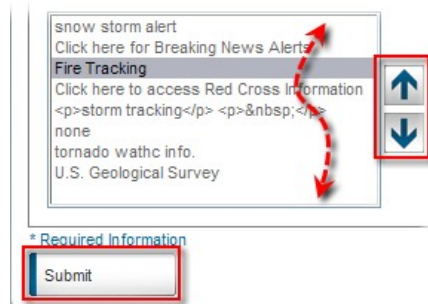 snow storm alert
Click here for Breaking News Alerts
Fire Tracking
Click here to access Red Cross Information
<p>storm tracking</p> <p>&nbsp;</p>
none
tornado wathc info.
U.S. Geological Survey
* Required Information
Submit